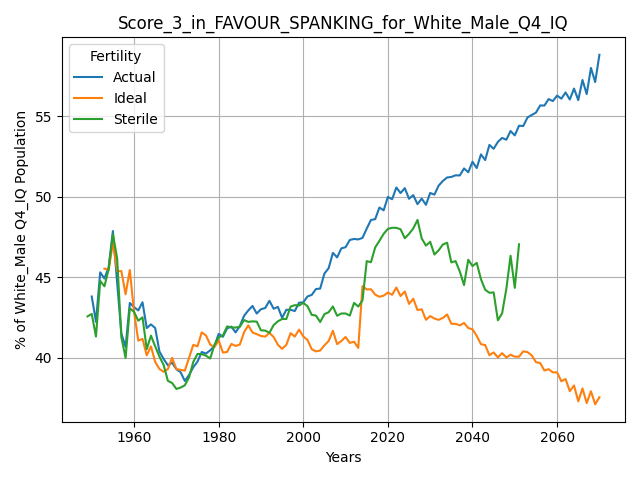 Score_3_in_FAVOUR_SPANKING_for_White_Male_Q4_IQ
Fertility
Actual
Ideal
Sterile
% of White_Male Q4_IQ Population
55
50
45
40
1960 1980 2000 2020 2040 2060
Years